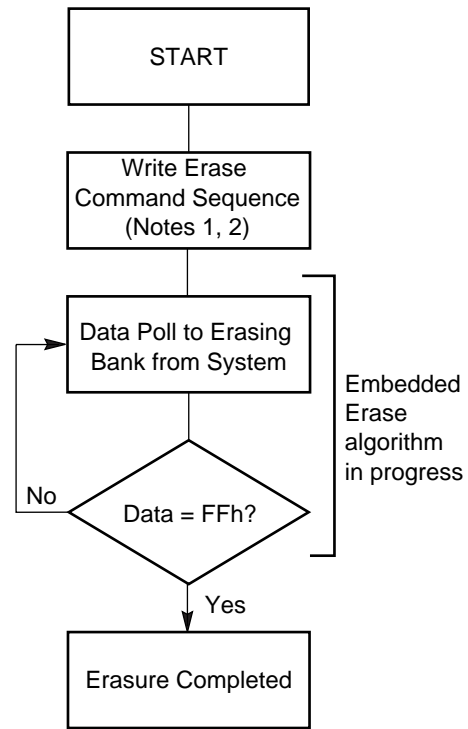 START
Write Erase
Command Sequence
(Notes 1, 2)
Data Poll to Erasing
Bank from System
Embedded
Erase
algorithm
in progress
No
Data = FFh?
Yes
Erasure Completed